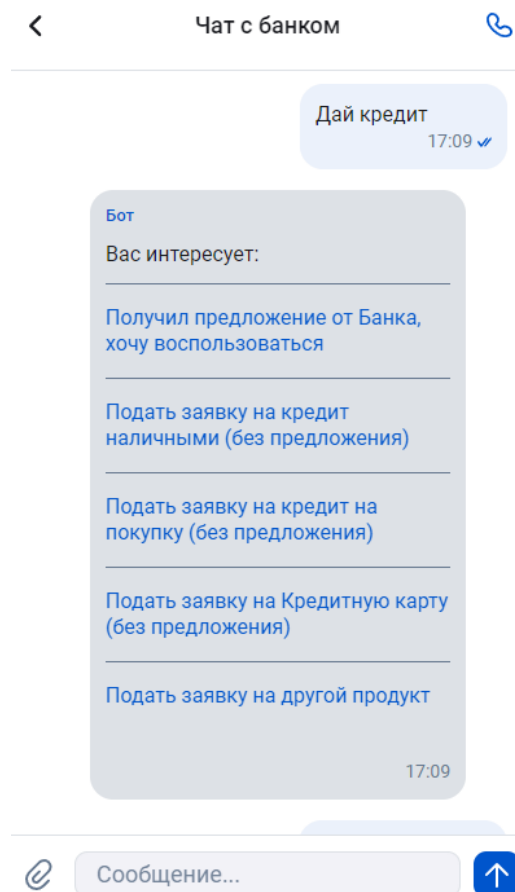 Чат с банком
Дай кредит
17:09
Бот
Вас интересует:
Получил предложение от Банка,
хочу воспользоваться
Подать заявку на кредит
наличными (без предложения)
Подать заявку на кредит на
покупку (без предложения)
Подать заявку на Кредитную карту
(без предложения)
Подать заявку на другой продукт
17:09
Сообщение...